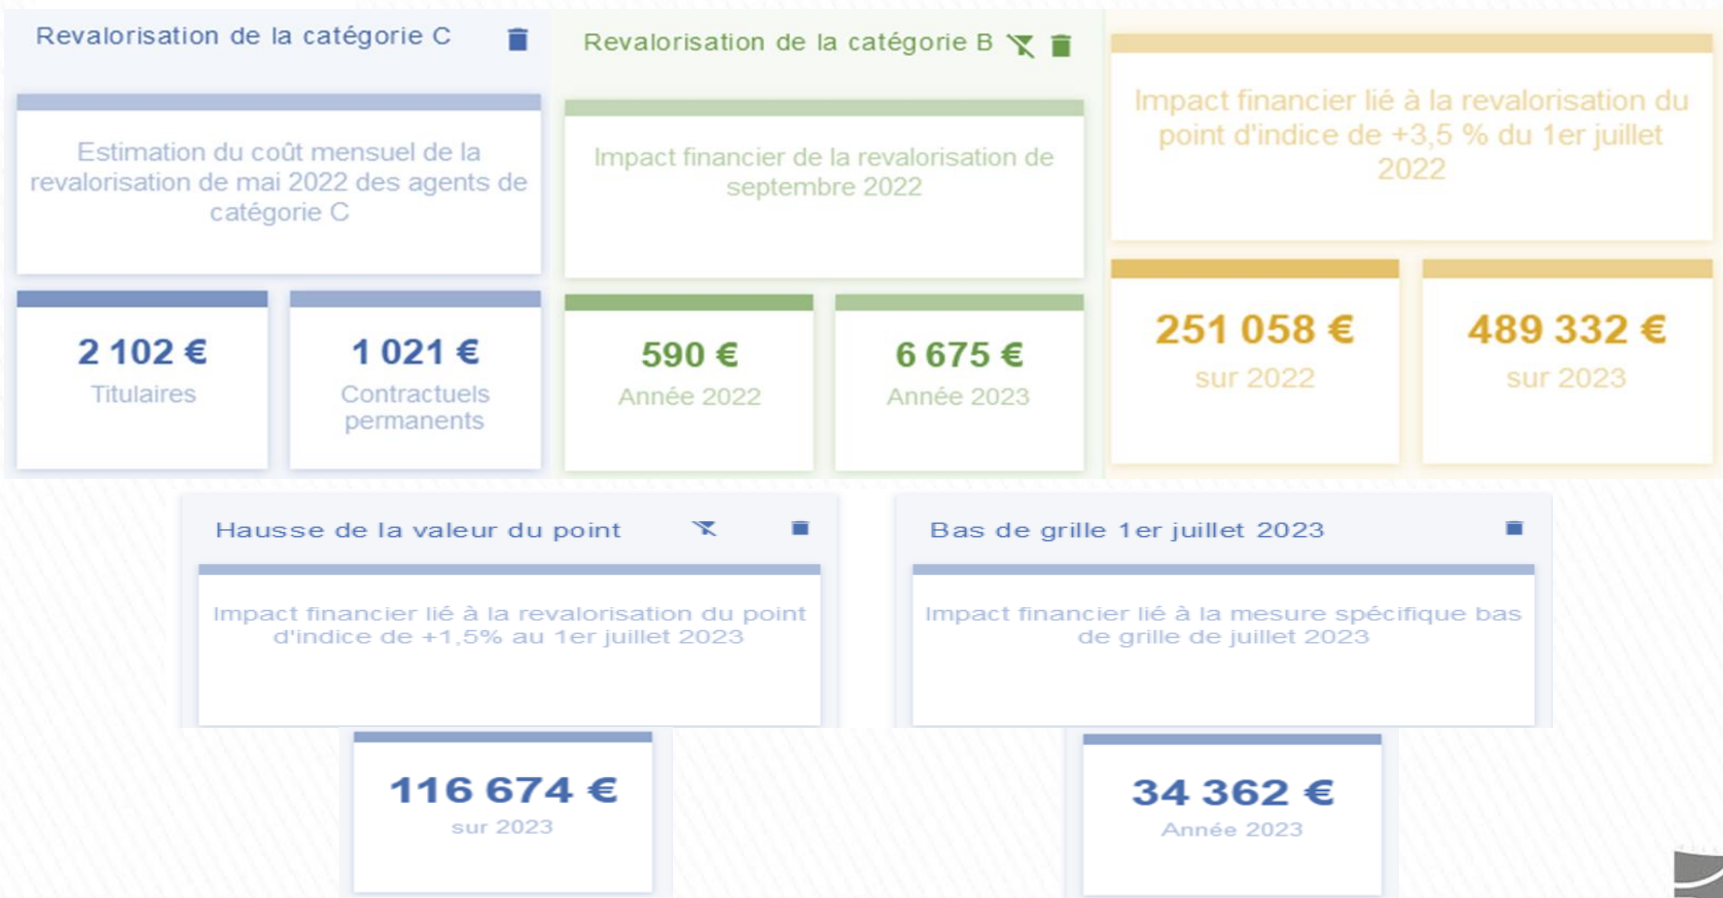 Revalorisation de la catégorie C
Estimation du coût mensuel de la
revalorisation de mai 2022 des agents de
catégorie C
2 102 €
Titulaires
1 021 €
Contractuels
permanents
Revalorisation de la catégorie B
Impact financier de la revalorisation de
septembre 2022
590 €
Année 2022
6 675 €
Année 2023
Impact financier lié à la revalorisation du
point d'indice de +3,5 % du 1er juillet
2022
251 058 €
sur 2022
489 332 €
sur 2023
Hausse de la valeur du point
Impact financier lié à la revalorisation du point
d'indice de +1,5% au 1er juillet 2023
116 674 €
sur 2023
Bas de grille 1er juillet 2023
Impact financier lié à la mesure spécifique bas
de grille de juillet 2023
34 362 €
Année 2023